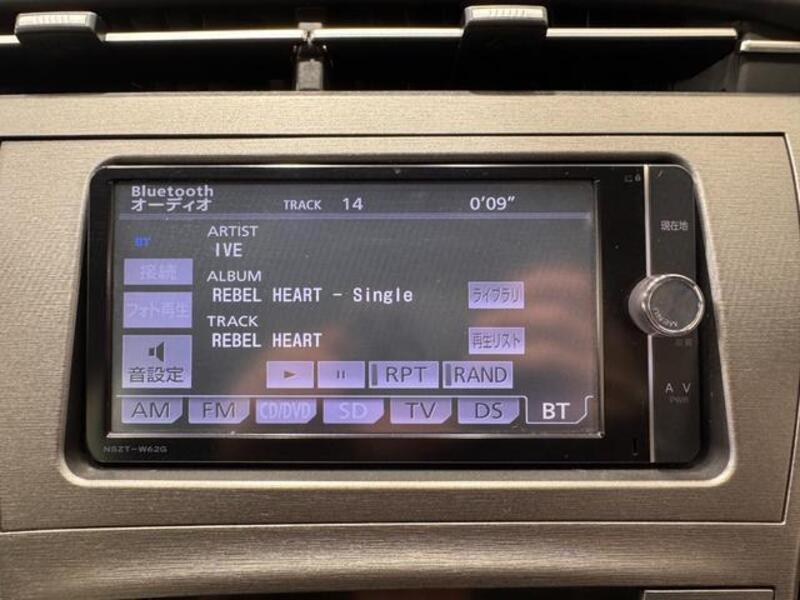 Bluetooth
オーディオ TRACK 14 0'09"
現在地
ARTIST
BT IVE
接続
ALBUM
REBEL HEART - Single ライブラリ
フォト再生
MENU
TRACK
REBEL HEART 再生リスト
音設定
RPT RAND
A V
PWR
AM FM CD/DVD SD TV DS BT
NSZT-W62G